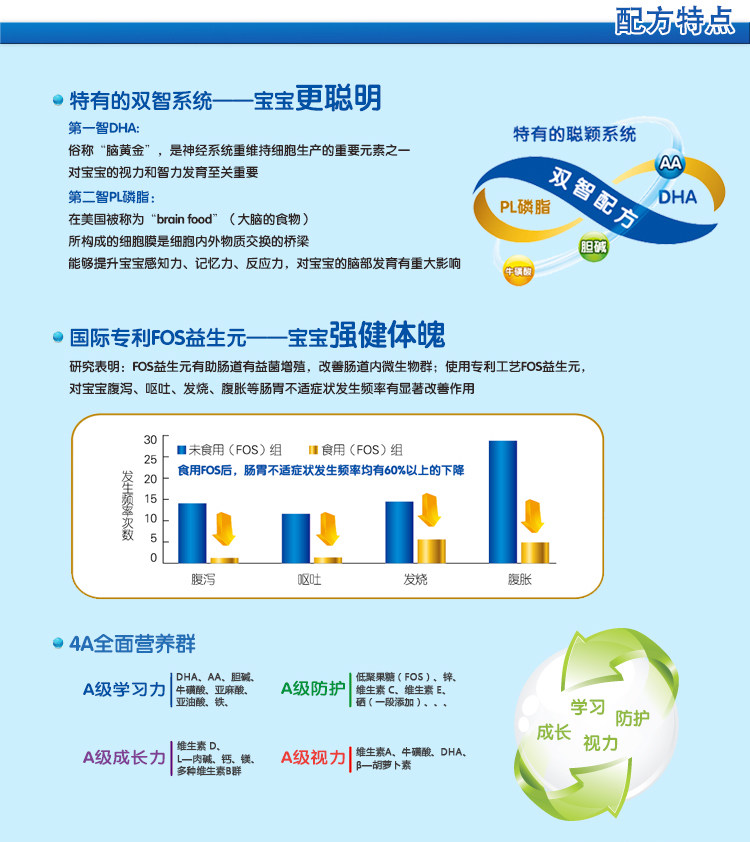 配方特点
特有的双智系统——宝宝更聪明
第一智DHA:
俗称“脑黄金”，是神经系统重维持细胞生产的重要元素之一
对宝宝的视力和智力发育至关重要
第二智PL磷脂：
在美国被称为“brain food”（大脑的食物）
所构成的细胞膜是细胞内外物质交换的桥梁
能够提升宝宝感知力、记忆力、反应力，对宝宝的脑部发育有重大影响
特有的聪颖系统
AA
双智配方
DHA
PL磷脂
胆碱
牛磺酸
国际专利FOS益生元——宝宝强健体魄
研究表明：FOS益生元有助肠道有益菌增殖，改善肠道内微生物群；使用专利工艺FOS益生元，
对宝宝腹泻、呕吐、发烧、腹胀等肠胃不适症状发生频率有显著改善作用
未食用（FOS）组 食用（FOS）组
食用FOS后，肠胃不适症状发生频率均有60%以上的下降
发生频率次数
30
25
20
15
10
5
0
腹泻 呕吐 发烧 腹胀
4A全面营养群
A级学习力
DHA、AA、胆碱、
牛磺酸、亚麻酸、
亚油酸、铁、
A级防护
低聚果糖（FOS）、锌、
维生素 C、维生素 E、
硒（一段添加）、、、
A级成长力
维生素 D、
L—肉碱、钙、镁、
多种维生素B群
A级视力
维生素A、牛磺酸、DHA、
β—胡萝卜素
学习
防护
成长
视力